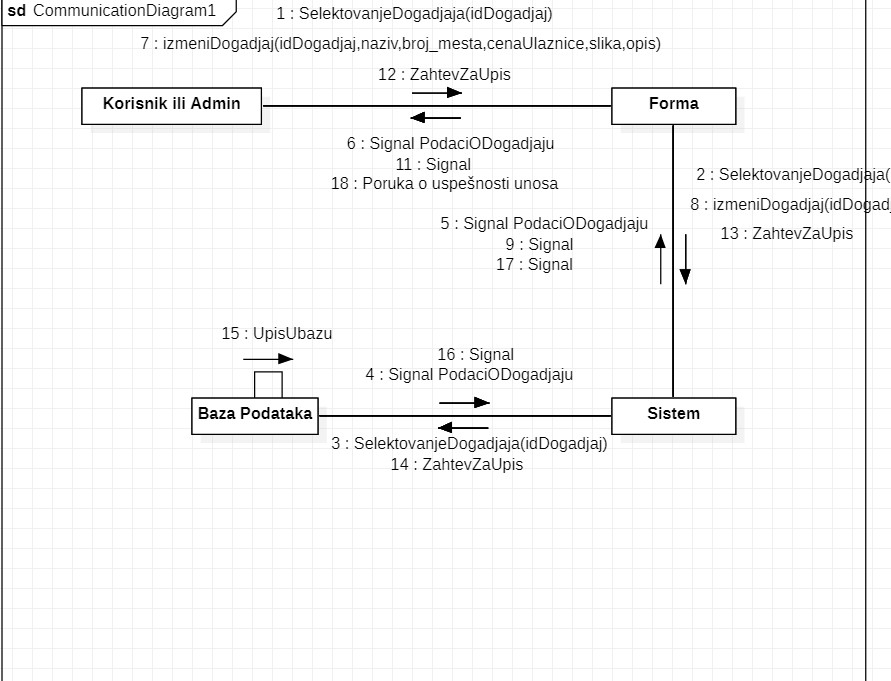 sd CommunicationDiagram1
1 : SelektovanjeDogadjaja(idDogadjaj)
7 : izmeniDogadjaj(idDogadjaj,naziv,broj_mesta,cenaUlaznice,slika,opis)
12 : ZahtevZaUpis
Korisnik ili Admin
Forma
6 : Signal PodaciODogadjaju
11 : Signal
18 : Poruka o uspešnosti unosa
2 : SelektovanjeDogadjaja(
8 : izmeniDogadjaj(idDogadj
13 : ZahtevZaUpis
5 : Signal PodaciODogadjaju
9 : Signal
17 : Signal
15 : UpisUbazu
16 : Signal
4 : Signal PodaciODogadjaju
Baza Podataka
Sistem
3 : SelektovanjeDogadjaja(idDogadjaj)
14 : ZahtevZaUpis